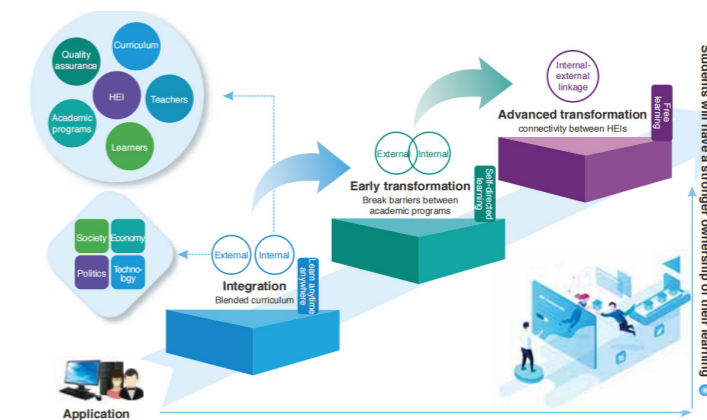 Quality
assurance
Curriculum
HEI
Teachers
Academic
programs
Learners
Society
Economy
Politics
Techno-
logy
External
Internal
Integration
Blended curriculum
Learn anytime
anywhere
External
Internal
Early transformation
Break barriers between
academic programs
Self-directed
learning
Internal-
external
linkage
Advanced transformation
connectivity between HEIs
Free
learning
Application
Students will have a stronger ownership of their learning